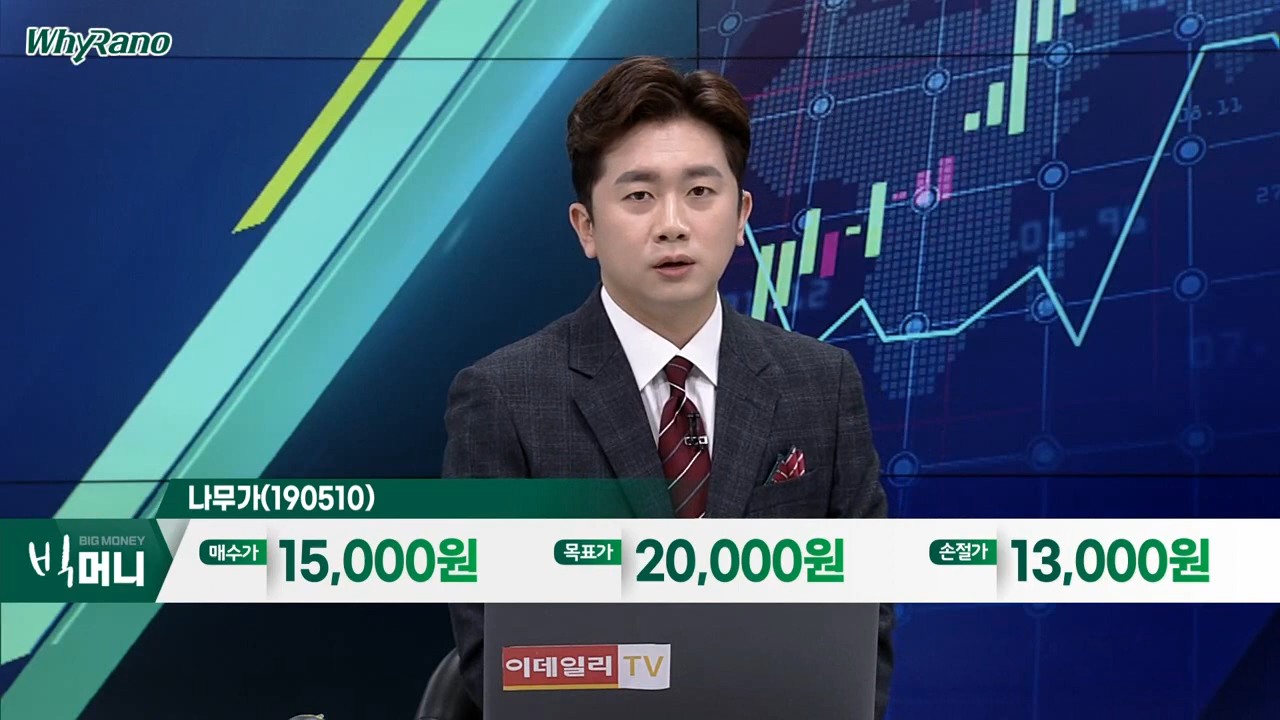 WhyRano
나무가(190510)
BIG MONEY
빅머니
매수가 15,000원 목표가 20,000원 손절가 13,000원
이데일리 TV